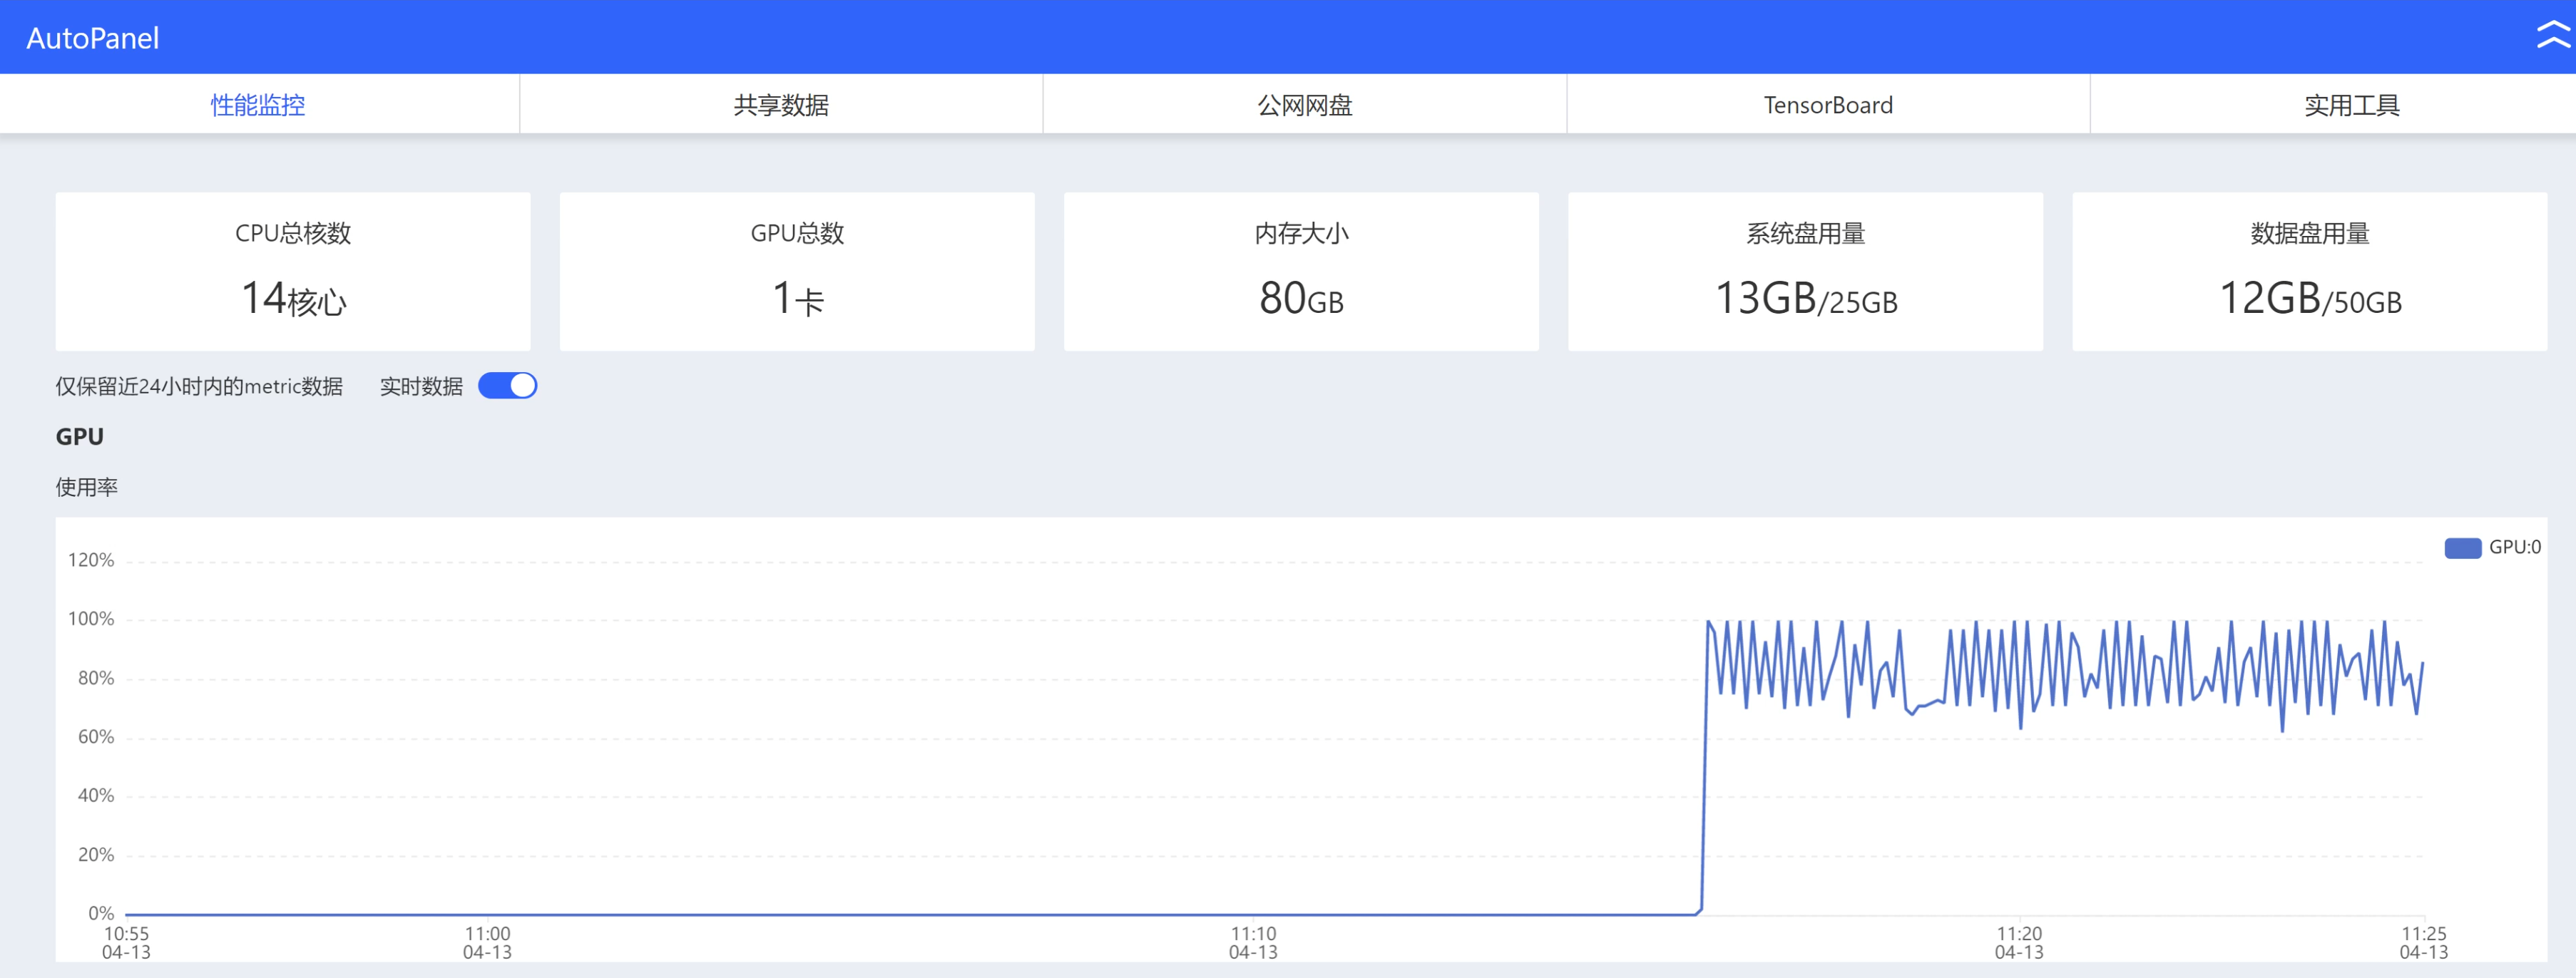 AutoPanel
性能监控 共享数据 公网网盘 TensorBoard 实用工具
CPU总核数 GPU总数 内存大小 系统盘用量 数据盘用量
14核心 1卡 80GB 13GB/25GB 12GB/50GB
仅保留近24小时内的metric数据 实时数据
GPU
使用率
GPU:0
120%
100%
80%
60%
40%
20%
0%
10:55 11:00 11:10 11:20 11:25
04-13 04-13 04-13 04-13 04-13